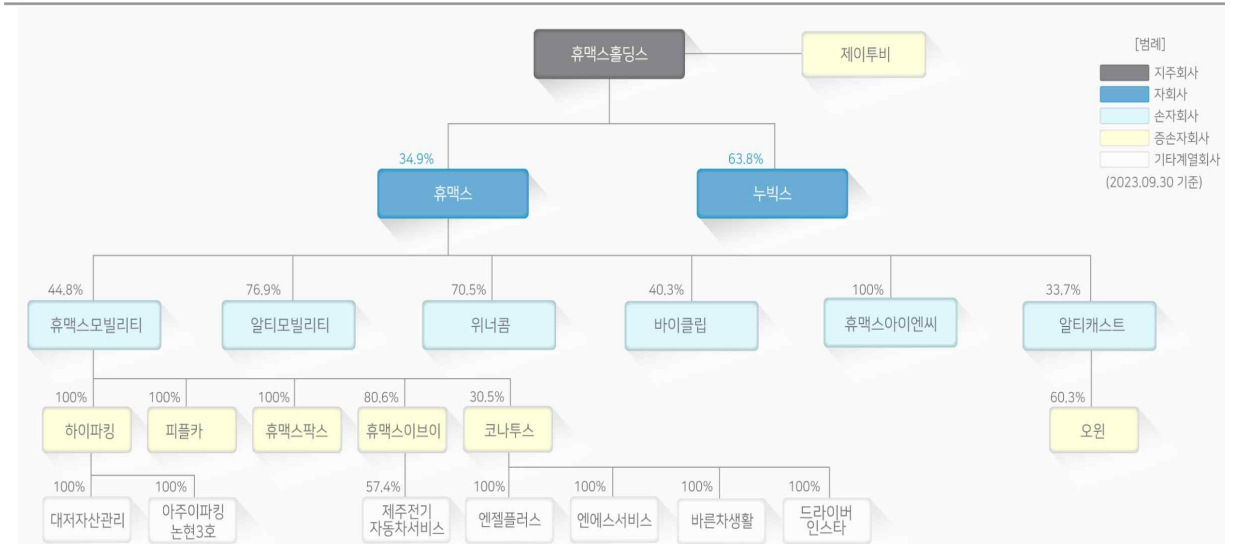 휴맥스홀딩스
제이투비
[범례]
지주회사
자회사
손자회사
증손자회사
기타계열회사
(2023.09.30 기준)
34.9%
63.8%
휴맥스
누빅스
44.8%
76.9%
70.5%
40.3%
100%
33.7%
휴맥스모빌리티
알티모빌리티
위너콤
바이클립
휴맥스아이엔씨
알티캐스트
100%
100%
100%
80.6%
30.5%
60.3%
하이파킹
피플카
휴맥스팍스
휴맥스이브이
코나투스
오윈
100%
100%
57.4%
100%
100%
100%
100%
대저자산관리
아주이파킹
논현3호
제주전기
자동차서비스
엔젤플러스
엔에스서비스
바른차생활
드라이버
인스타